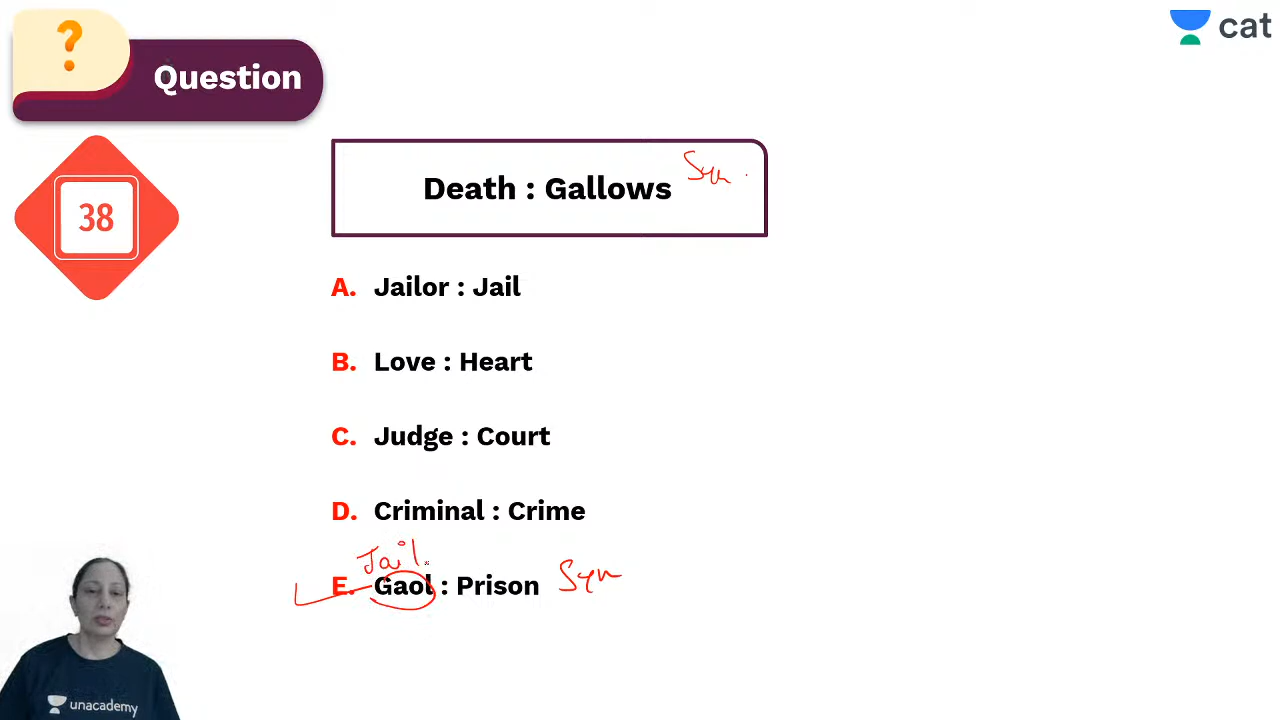 ?
cat
Question
38
Death : Gallows Syn
A. Jailor : Jail
B. Love : Heart
C. Judge : Court
D. Criminal : Crime
Jail
E. Gaol : Prison Syn
unacademy